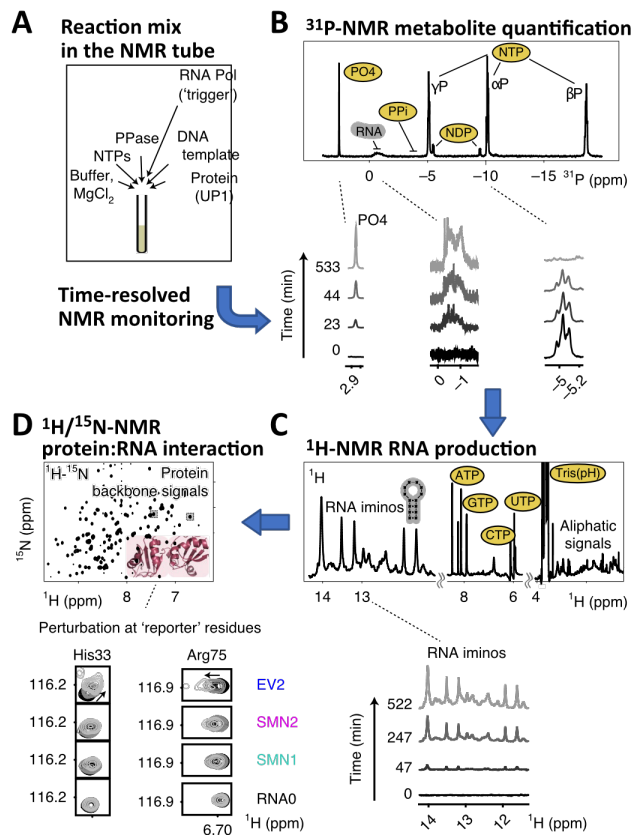 A
Reaction mix
in the NMR tube
RNA Pol
('trigger')
PPase
DNA
template
NTPs
Buffer,
MgCl2
Protein
(UP1)
Time-resolved
NMR monitoring
B
31P-NMR metabolite quantification
PO4
NTP
γP
αP
βP
PPi
RNA
NDP
0 −5 −10 −15 31P (ppm)
PO4
Time (min)
533
44
23
0
2.9
0 −1
−5 −5.2
C
1H-NMR RNA production
1H
ATP
Tris(pH)
RNA iminos
GTP
UTP
CTP
Aliphatic
signals
14 13 8 6 4 1H (ppm)
RNA iminos
Time (min)
522
247
47
0
14 13 12 1H (ppm)
D
1H/15N-NMR
protein:RNA interaction
1H-15N
Protein
backbone signals
15N (ppm)
1H (ppm) 8 7
Perturbation at 'reporter' residues
His33 Arg75
116.2 116.9 EV2
116.2 116.9 SMN2
116.2 116.9 SMN1
116.2 116.9 RNA0
6.70 1H (ppm)